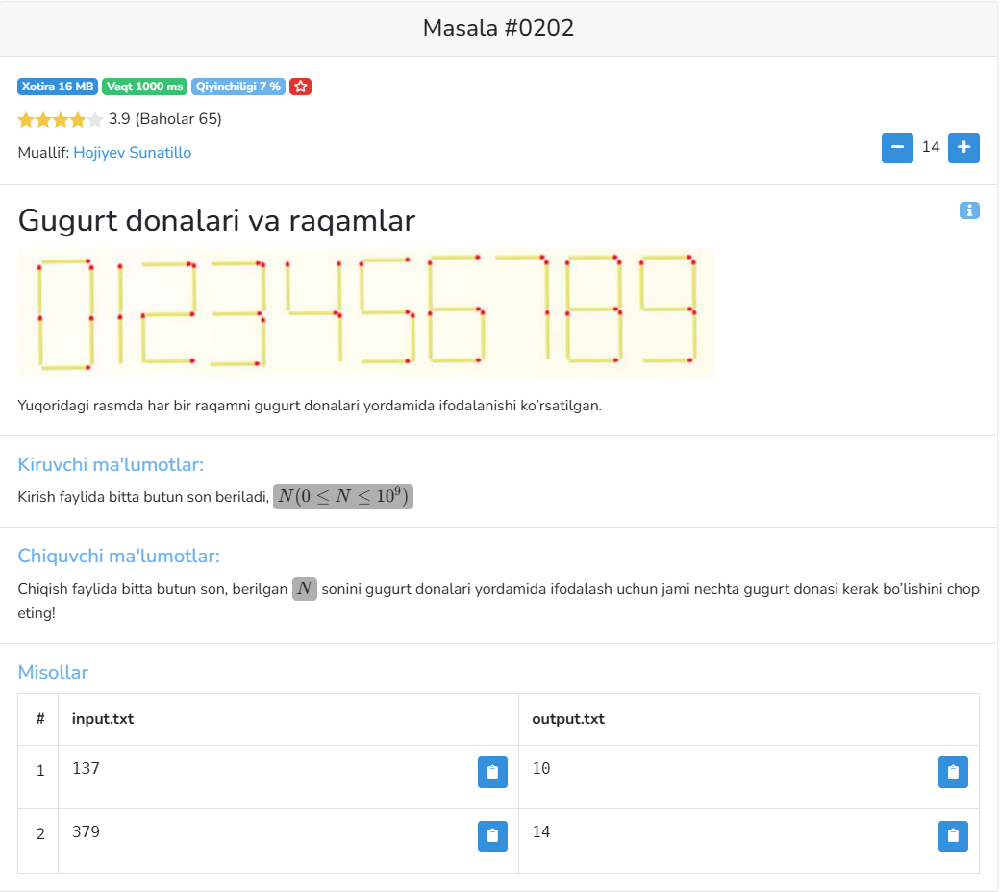 Masala #0202
Xotira 16 MB Vaqt 1000 ms Qiyinchiligi 7 %
3.9 (Baholar 65)
Muallif: Hojiyev Sunatillo
14
Gugurt donalari va raqamlar
0123456789
Yuqoridagi rasmda har bir raqamni gugurt donalari yordamida ifodalanishi ko’rsatilgan.
Kiruvchi ma'lumotlar:
Kirish faylida bitta butun son beriladi, N(0 ≤ N ≤ 10⁹)
Chiquvchi ma'lumotlar:
Chiqish faylida bitta butun son, berilgan N sonini gugurt donalari yordamida ifodalash uchun jami nechta gugurt donasi kerak bo’lishini chop
eting!
Misollar
# input.txt output.txt
1 137 10
2 379 14